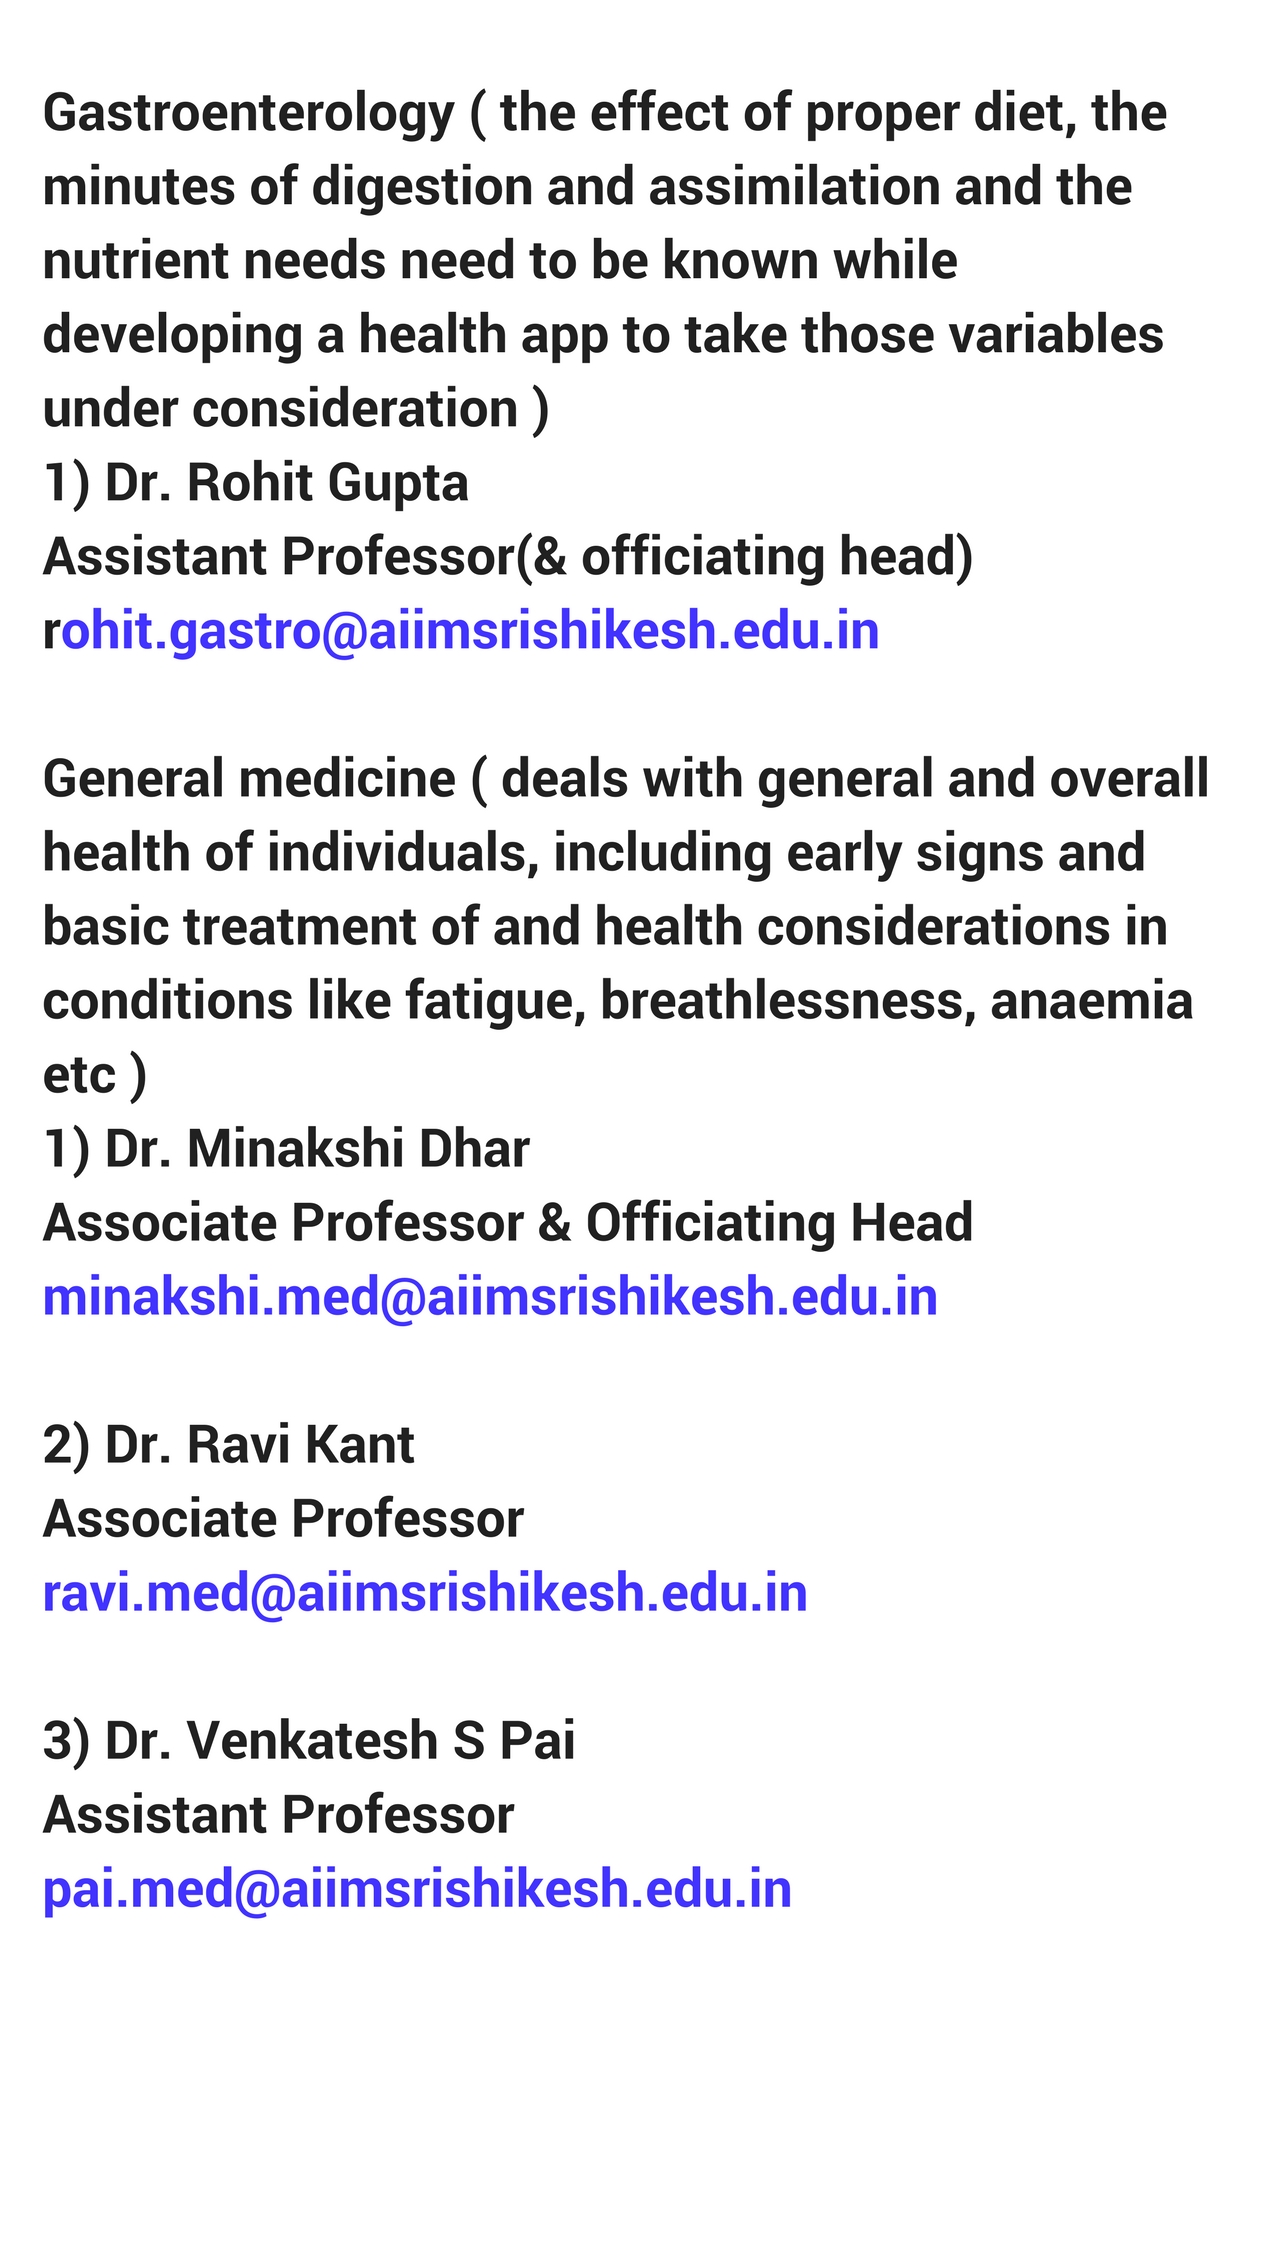 Gastroenterology ( the effect of proper diet, the
minutes of digestion and assimilation and the
nutrient needs need to be known while
developing a health app to take those variables
under consideration )
1) Dr. Rohit Gupta
Assistant Professor(& officiating head)
rohit.gastro@aiimsrishikesh.edu.in
General medicine ( deals with general and overall
health of individuals, including early signs and
basic treatment of and health considerations in
conditions like fatigue, breathlessness, anaemia
etc )
1) Dr. Minakshi Dhar
Associate Professor & Officiating Head
minakshi.med@aiimsrishikesh.edu.in
2) Dr. Ravi Kant
Associate Professor
ravi.med@aiimsrishikesh.edu.in
3) Dr. Venkatesh S Pai
Assistant Professor
pai.med@aiimsrishikesh.edu.in